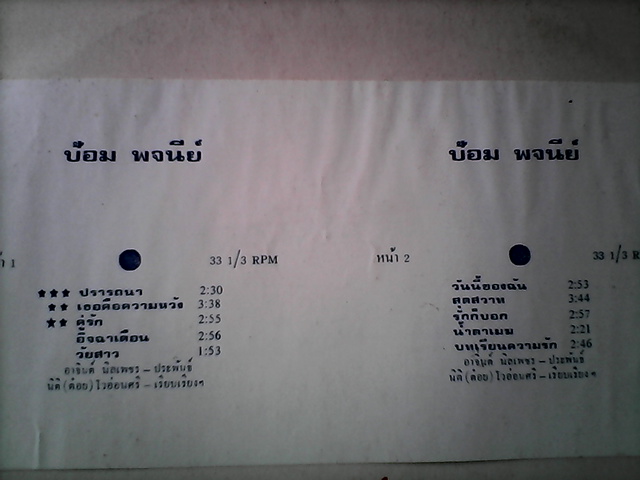 บ๊อม พจนีย์
33 1/3 RPM
★★★ ปรารถนา 2:30
★★ เธอคือความหวัง 3:38
★★ คู่รัก 2:55
อิจฉาเดือน 2:56
วัยสาว 1:53
อาจินต์ นิลเพชร – ประพันธ์
นิติ (ต๋อย) ไวอ่อนศรี – เรียบเรียงฯ
บ๊อม พจนีย์
หน้า 2
33 1/3
วันนี้ของฉัน 2:53
สุดสวาท 3:44
รักก็บอก 2:57
น้ำตาเมม 2:21
บทเรียนความรัก 2:46
อาจินต์ นิลเพชร – ประพันธ์
นิติ (ต๋อย) ไวอ่อนศรี – เรียบเรียงฯ